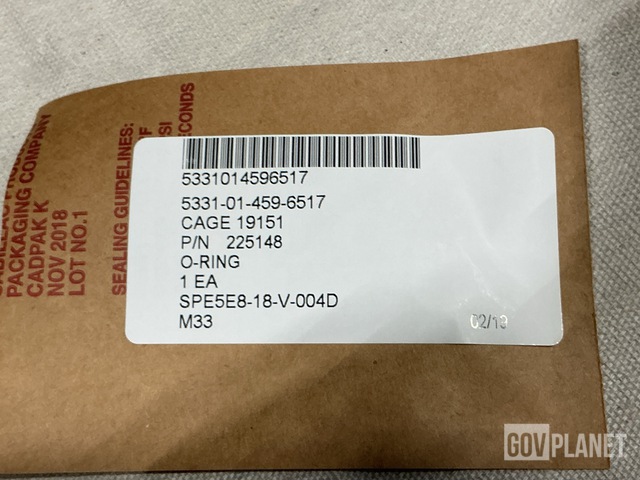 PACKAGING COMPANY
CADPAK K
NOV 2018
LOT NO.1
SEALING GUIDELINES:
SECONDS
5331014596517
5331-01-459-6517
CAGE 19151
P/N 225148
O-RING
1 EA
SPE5E8-18-V-004D
M33
GOVPLANET